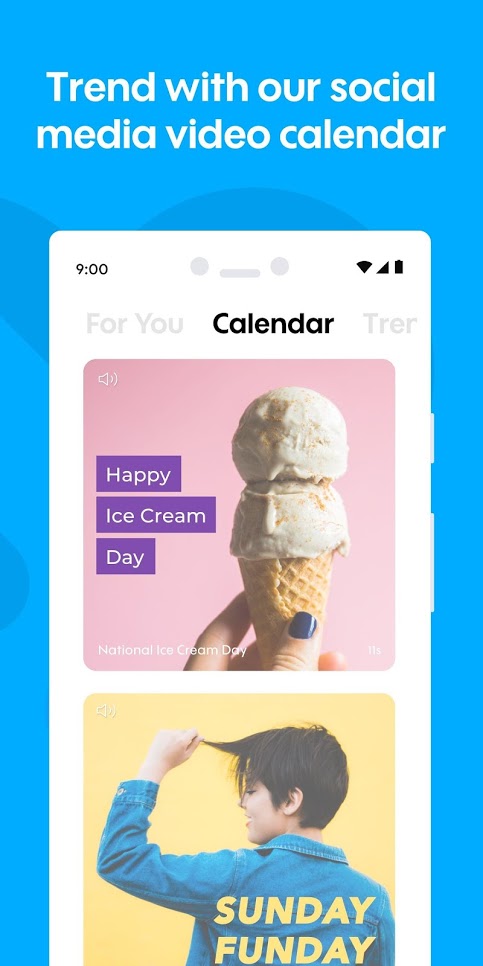 Trend with our social
media video calendar
9:00
For You Calendar Tren
Happy
Ice Cream
Day
National Ice Cream Day 11s
SUNDAY
FUNDAY